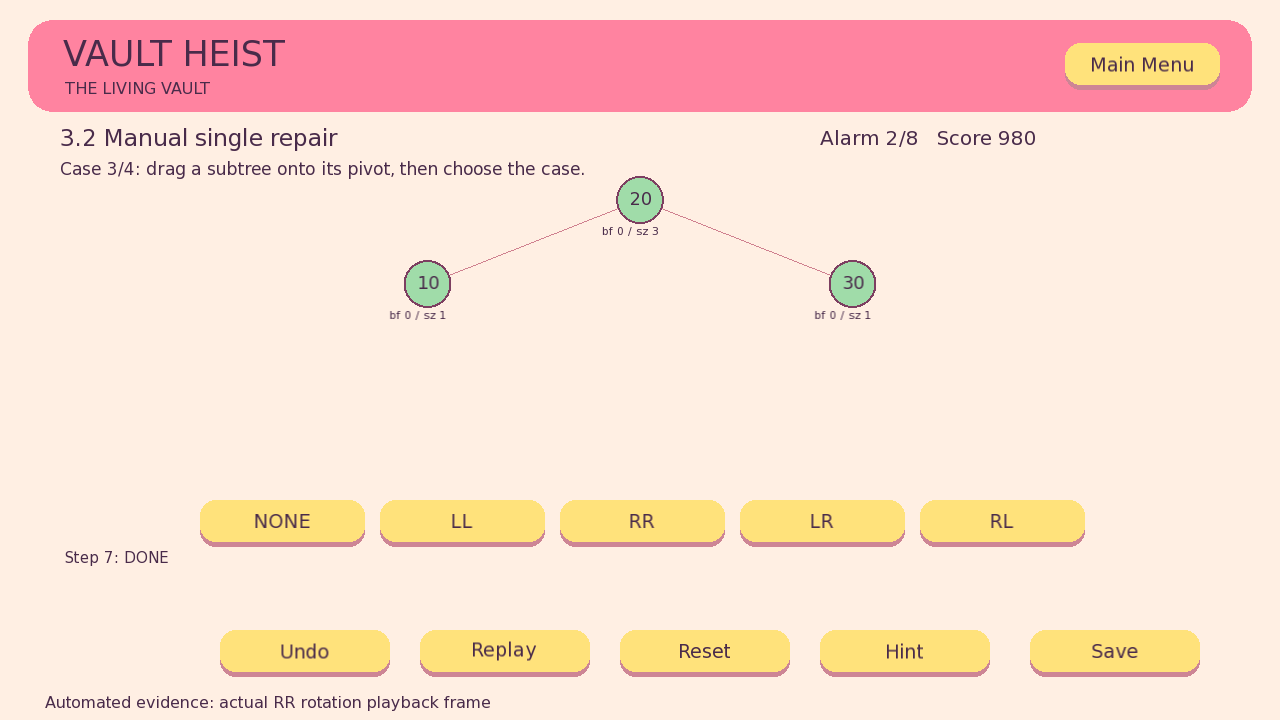 VAULT HEIST
THE LIVING VAULT
Main Menu
3.2 Manual single repair
Alarm 2/8   Score 980
Case 3/4: drag a subtree onto its pivot, then choose the case.
20
bf 0 / sz 3
10
bf 0 / sz 1
30
bf 0 / sz 1
NONE
LL
RR
LR
RL
Step 7: DONE
Undo
Replay
Reset
Hint
Save
Automated evidence: actual RR rotation playback frame